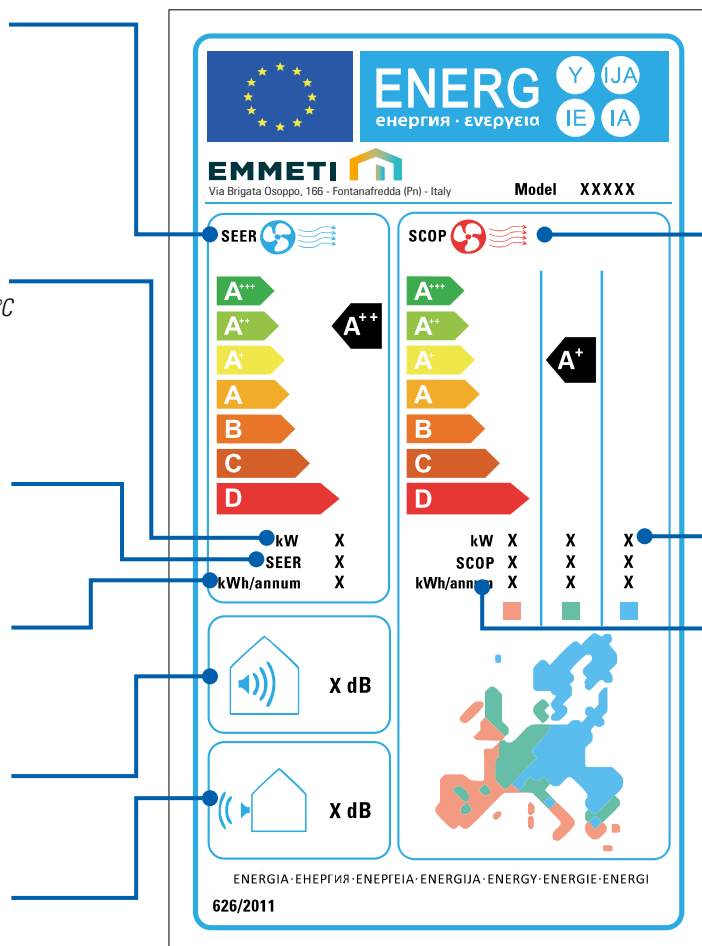 ENERG
Y IJA
IE IA
енергия · ενεργεια
EMMETI
Via Brigata Osoppo, 166 - Fontanafredda (Pn) - Italy
Model XXXXX
SEER
A+++
A++
A+
A
B
C
D
A++
kW X
SEER X
kWh/annum X
SCOP
A+++
A++
A+
A
B
C
D
A+
kW X X X
SCOP X X X
kWh/annum X X X
X dB
X dB
ENERGIA·ЕНЕРГИЯ·ΕΝΕΡΓΕΙΑ·ENERGIJA·ENERGY·ENERGIE·ENERGI
626/2011
°C